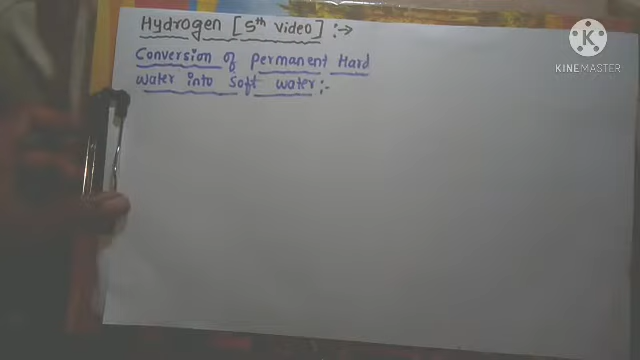 Hydrogen [5th video] :→
Conversion of permanent Hard
water into soft water :-
K
KINEMASTER